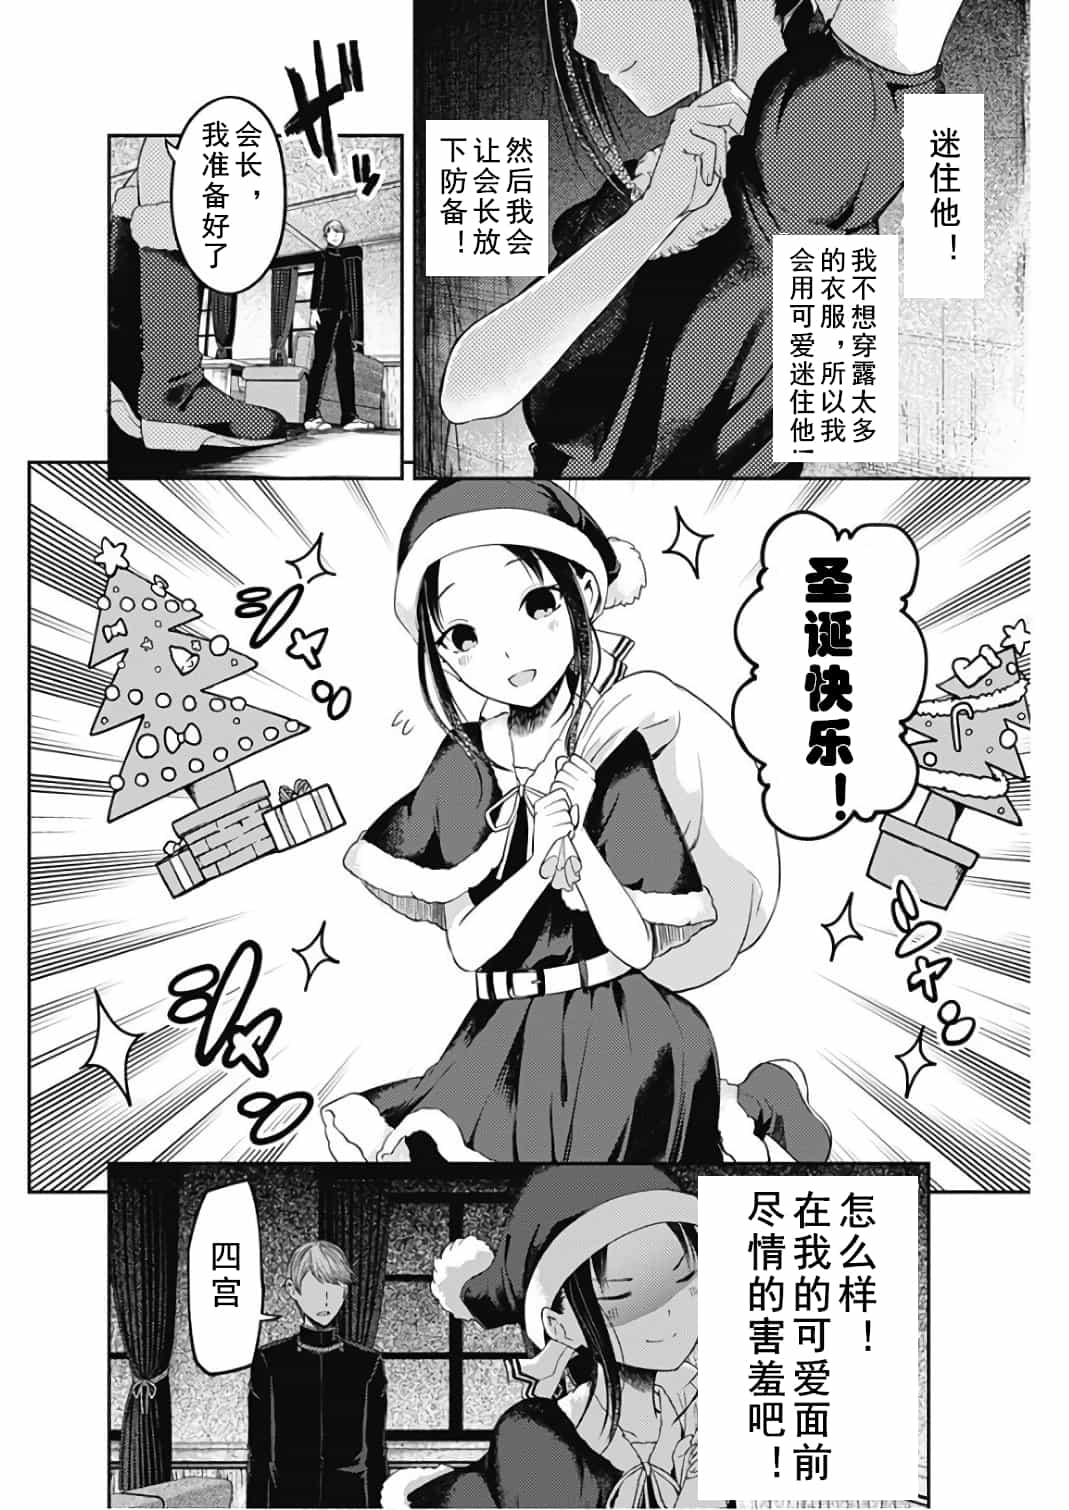 迷住他！
我不想穿露太多
的衣服，所以我
会用可爱迷住他！
然后我会
让会长放
下防备！
会长，
我准备好了
圣诞快乐！
怎么样！
在我的可爱面前
尽情的害羞吧！
四宫